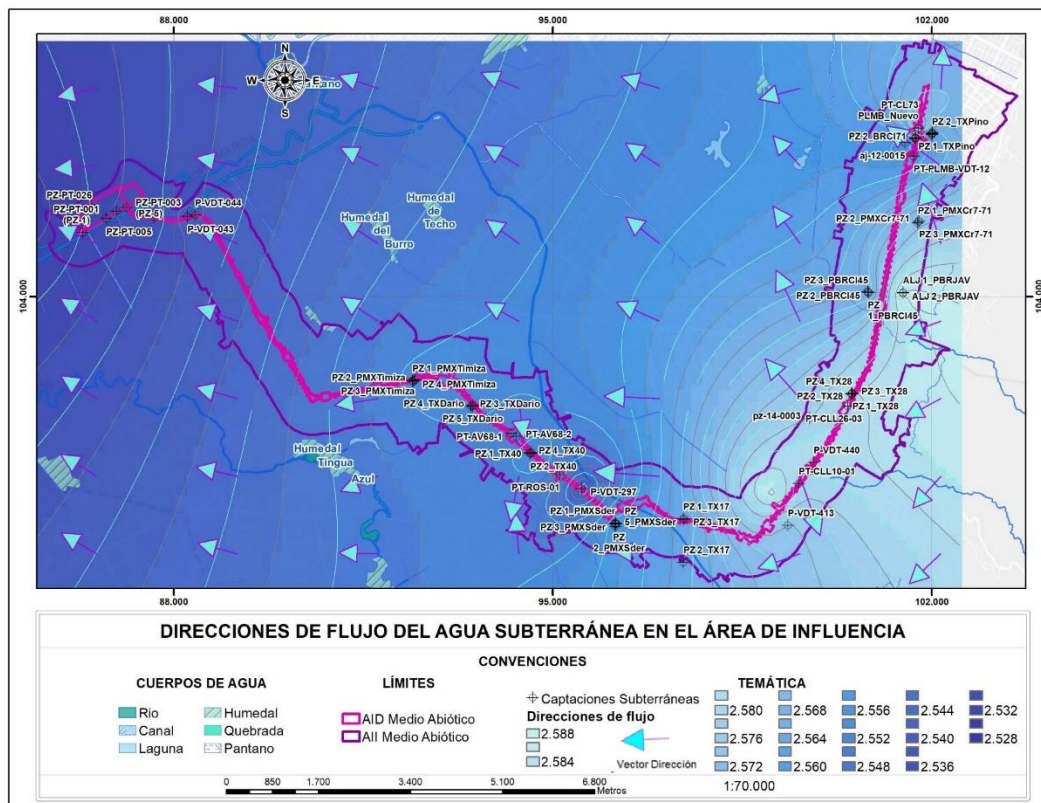 88.000
95.000
102.000
N
W
E
S
PT-CL73
PLMB_Nuevo
PZ 2_TXPino
PZ 2_BRCI71
PZ 1_TXPino
aj-12-0015
PT-PLMB-VDT-12
PZ-PT-026
PZ-PT-003
P-VDT-044
PZ-PT-001
(PZ-1)
(PZ-5)
PZ-PT-005
P-VDT-043
Humedal
de
Techo
Humedal
del
Burro
PZ 2_PMXCr7-71
PZ 1_PMXCr7-71
PZ 3_PMXCr7-71
PZ 3_PBRCI45
ALJ 1_PBRJAV
PZ 2_PBRCI45
ALJ 2_PBRJAV
PZ
1_PBRCI45
104.000
104.000
PZ 1_PMXTimiza
PZ 2_PMXTimiza
PZ 4_PMXTimiza
PZ 3_PMXTimiza
PZ 4_TXDario
PZ 3_TXDario
PZ 5_TXDario
PZ 4_TX28
PZ 3_TX28
PZ 2_TX28
PZ 1_TX28
pz-14-0003
PT-CLL26-03
PT-AV68-1
PT-AV68-2
PZ 1_TX40
PZ 4_TX40
PZ 2_TX40
P-VDT-440
PT-CLL10-01
Humedal
Tingua
Azul
PT-ROS-01
P-VDT-297
PZ 1_PMXSder
PZ
5_PMXSder
PZ 3_PMXSder
PZ
2_PMXSder
PZ 1_TX17
PZ 3_TX17
PZ 2_TX17
P-VDT-413
88.000
95.000
102.000
DIRECCIONES DE FLUJO DEL AGUA SUBTERRÁNEA EN EL ÁREA DE INFLUENCIA
CONVENCIONES
CUERPOS DE AGUA
LÍMITES
TEMÁTICA
Rio
Humedal
Canal
Quebrada
Laguna
Pantano
AID Medio Abiótico
AII Medio Abiótico
Captaciones Subterráneas
Direcciones de flujo
2.588
2.584
Vector Dirección
2.580
2.568
2.556
2.544
2.532
2.576
2.564
2.552
2.540
2.528
2.572
2.560
2.548
2.536
0
850
1.700
3.400
5.100
6.800
Metros
1:70.000